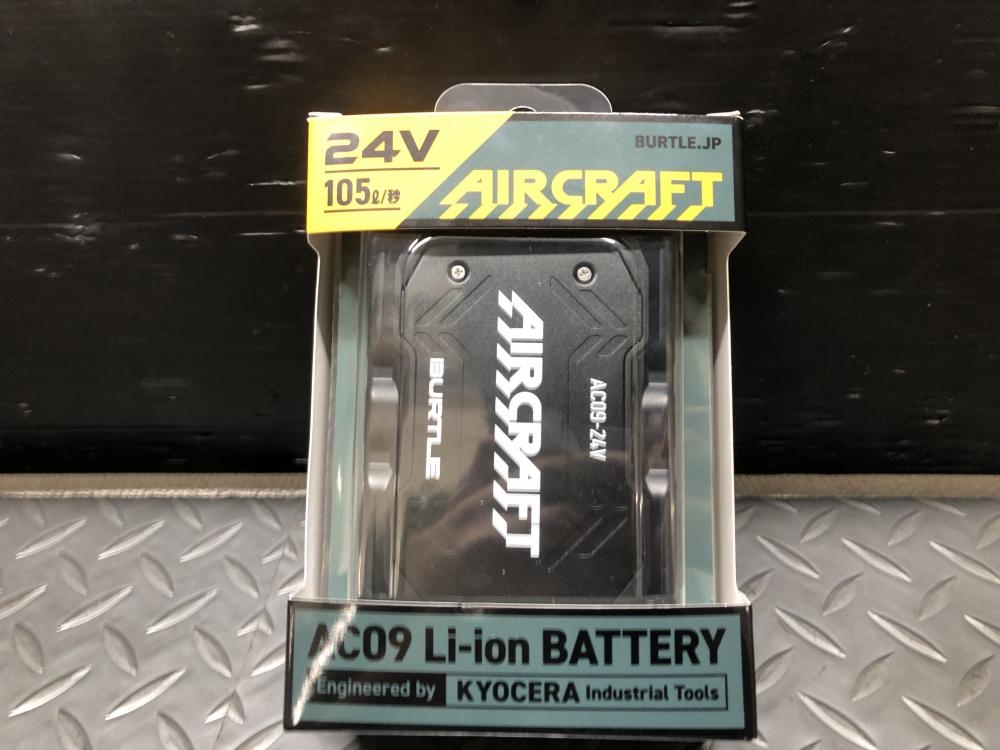 24V
105ℓ/秒
BURTLE.JP
AIRCRAFT
BURTLE
AIRCRAFT
AC09-24V
AC09 Li-ion BATTERY
Engineered by KYOCERA Industrial Tools